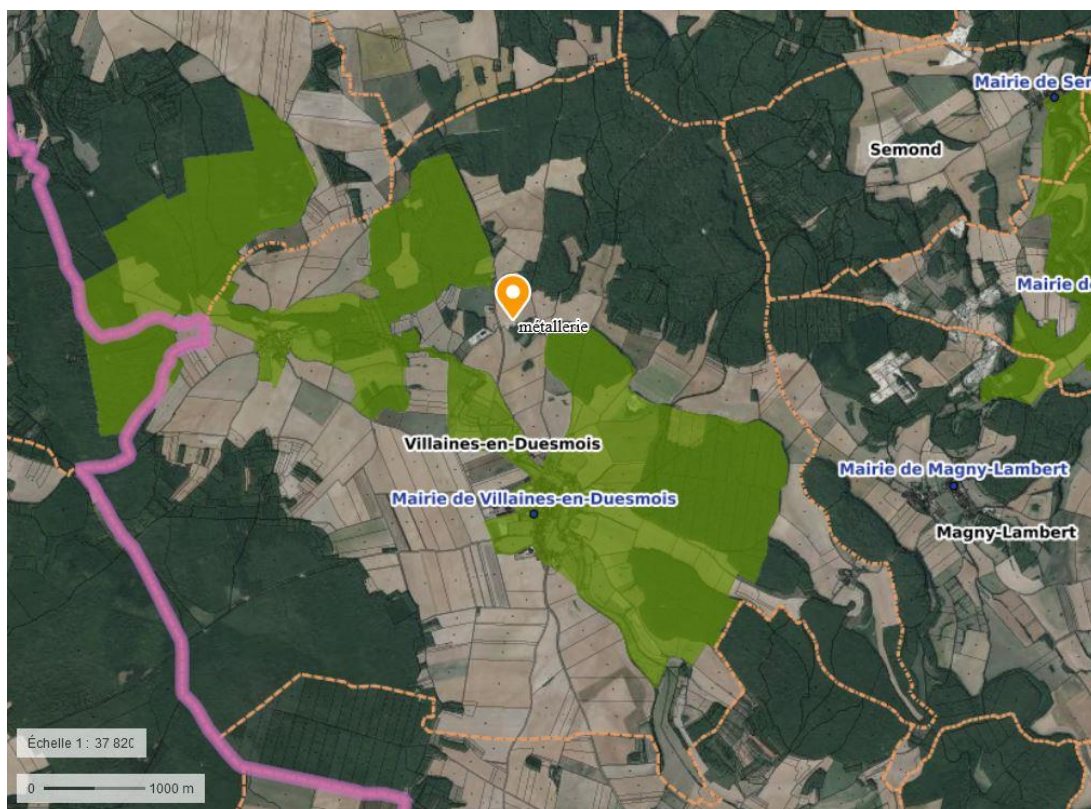 Mairie de Sem
Semond
Mairie de
métallerie
Villaines-en-Duesmois
Mairie de Magny-Lambert
Mairie de Villaines-en-Duesmois
Magny-Lambert
Échelle 1 : 37 820
0 1000 m